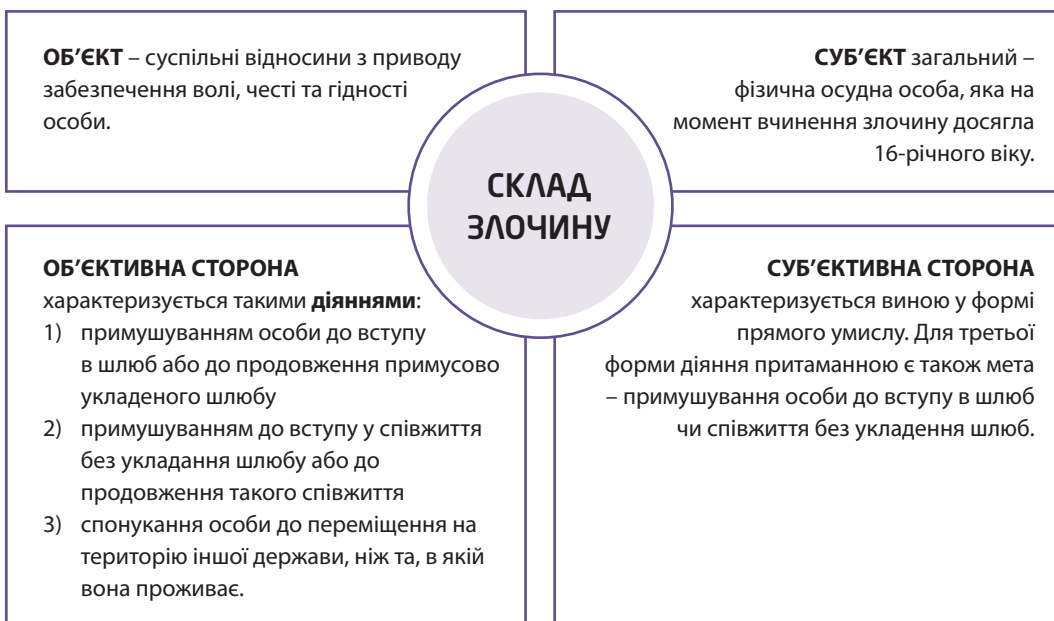 ОБ’ЄКТ – суспільні відносини з приводу
забезпечення волі, честі та гідності
особи.
СУБ’ЄКТ загальний –
фізична осудна особа, яка на
момент вчинення злочину досягла
16-річного віку.
СКЛАД
ЗЛОЧИНУ
ОБ’ЄКТИВНА СТОРОНА
характеризується такими діяннями:
1) примушуванням особи до вступу
в шлюб або до продовження примусово
укладеного шлюбу
2) примушуванням до вступу у співжиття
без укладання шлюбу або до
продовження такого співжиття
3) спонукання особи до переміщення на
територію іншої держави, ніж та, в якій
вона проживає.
СУБ’ЄКТИВНА СТОРОНА
характеризується виною у формі
прямого умислу. Для третьої
форми діяння притаманною є також мета
– примушування особи до вступу в шлюб
чи співжиття без укладення шлюб.